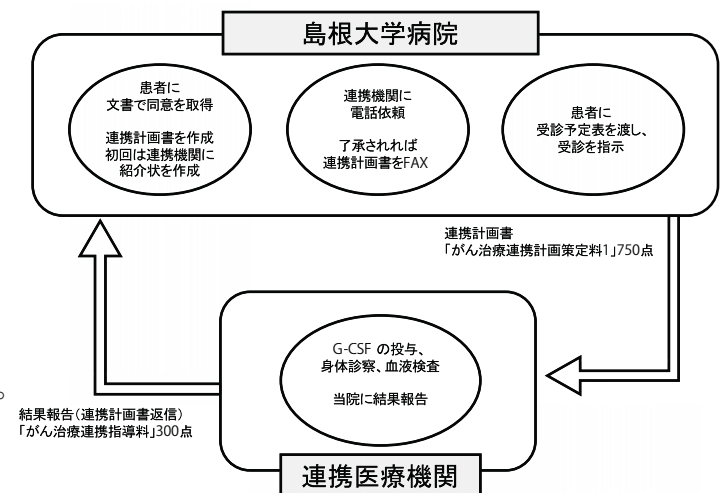 島根大学病院
患者に
文書で同意を取得
連携計画書を作成
初回は連携機関に
紹介状を作成
連携機関に
電話依頼
了承されれば
連携計画書をFAX
患者に
受診予定表を渡し、
受診を指示
連携計画書
「がん治療連携計画策定料1」750点
G-CSF の投与、
身体診察、血液検査
当院に結果報告
。
結果報告（連携計画書返信）
「がん治療連携指導料」300点
連携医療機関